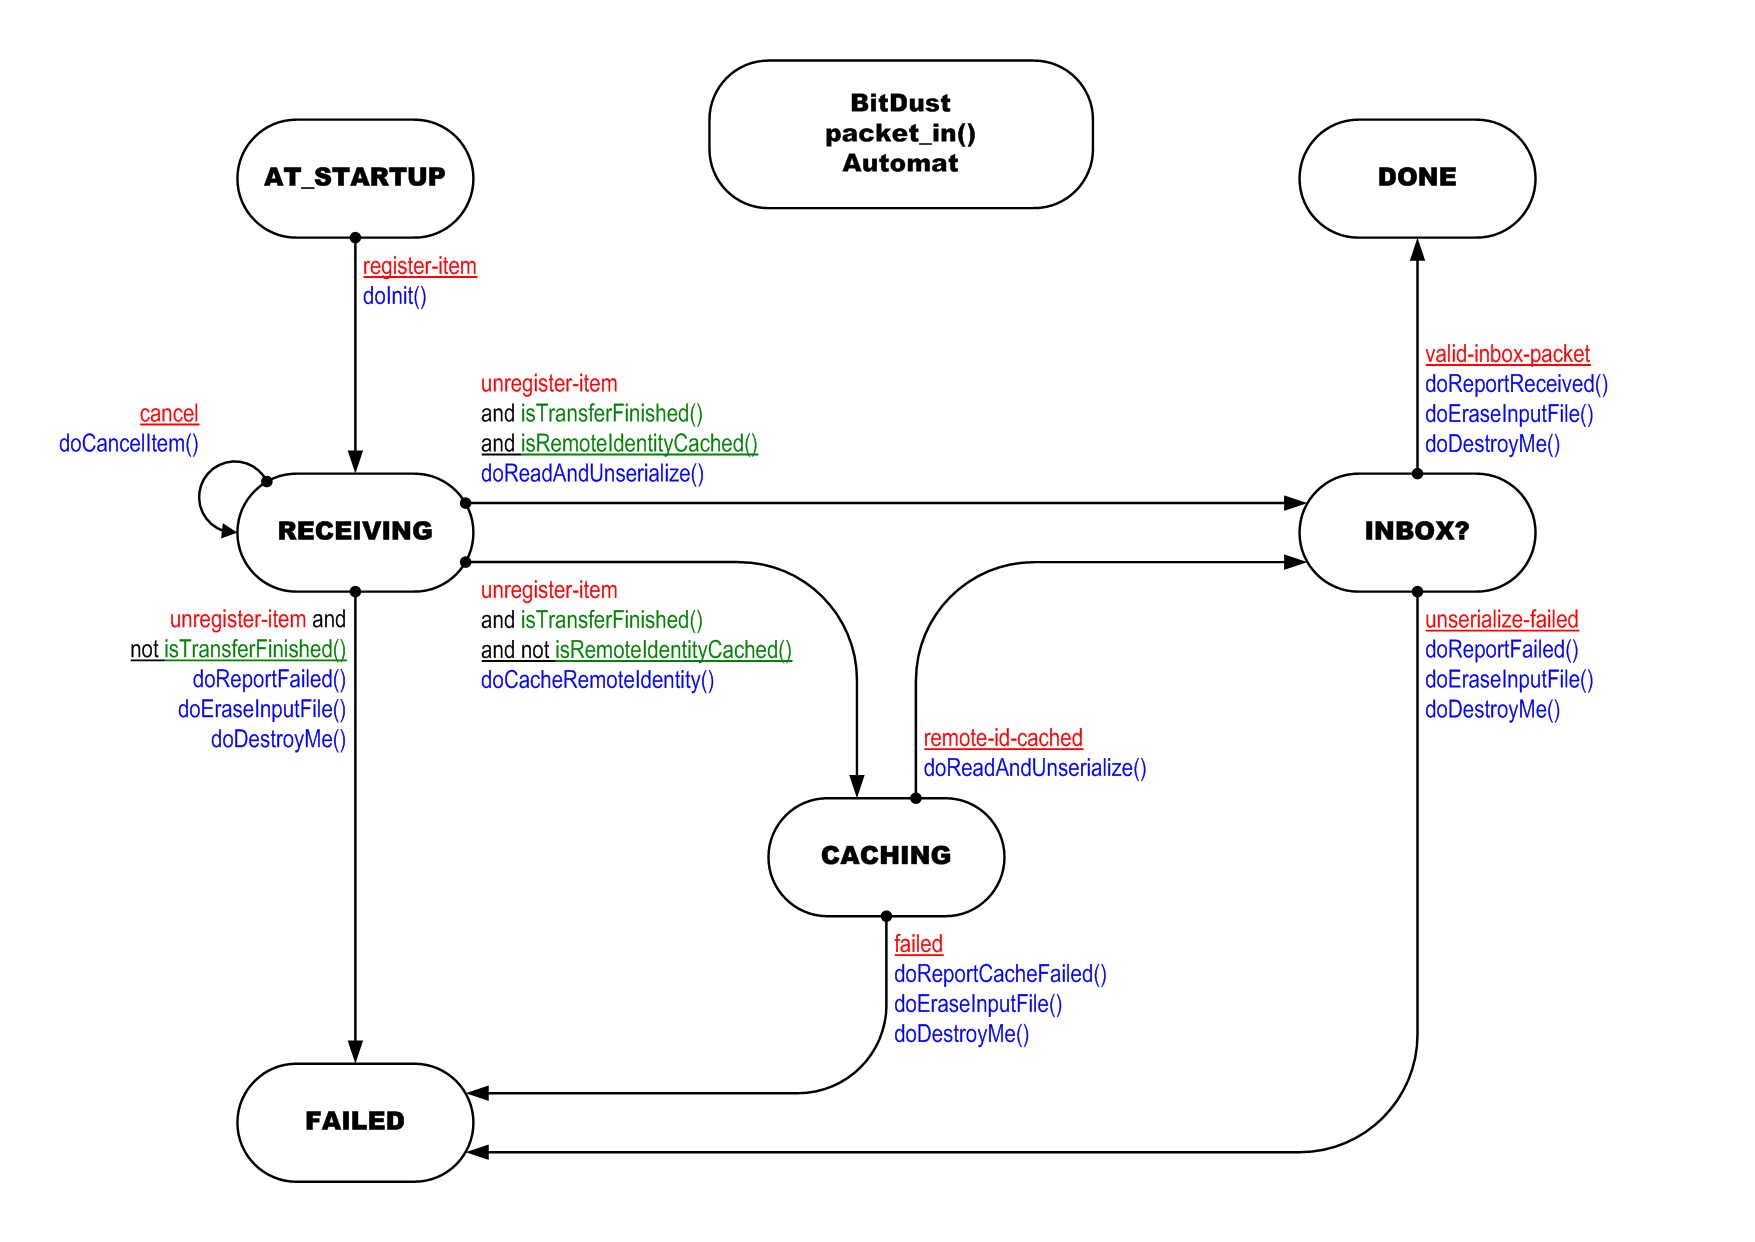 BitDust
packet_in()
Automat
AT_STARTUP
DONE
register-item
doInit()
valid-inbox-packet
doReportReceived()
doEraseInputFile()
doDestroyMe()
unregister-item
and isTransferFinished()
and isRemoteIdentityCached()
doReadAndUnserialize()
cancel
doCancelItem()
RECEIVING
INBOX?
unregister-item and
not isTransferFinished()
doReportFailed()
doEraseInputFile()
doDestroyMe()
unregister-item
and isTransferFinished()
and not isRemoteIdentityCached()
doCacheRemoteIdentity()
unserialize-failed
doReportFailed()
doEraseInputFile()
doDestroyMe()
remote-id-cached
doReadAndUnserialize()
CACHING
failed
doReportCacheFailed()
doEraseInputFile()
doDestroyMe()
FAILED